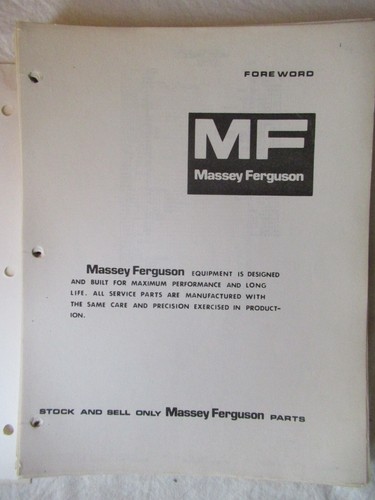 FOREWORD
MF
Massey Ferguson
Massey Ferguson EQUIPMENT IS DESIGNED
AND BUILT FOR MAXIMUM PERFORMANCE AND LONG
LIFE. ALL SERVICE PARTS ARE MANUFACTURED WITH
THE SAME CARE AND PRECISION EXERCISED IN PRODUCT-
ION.
STOCK AND SELL ONLY Massey Ferguson PARTS